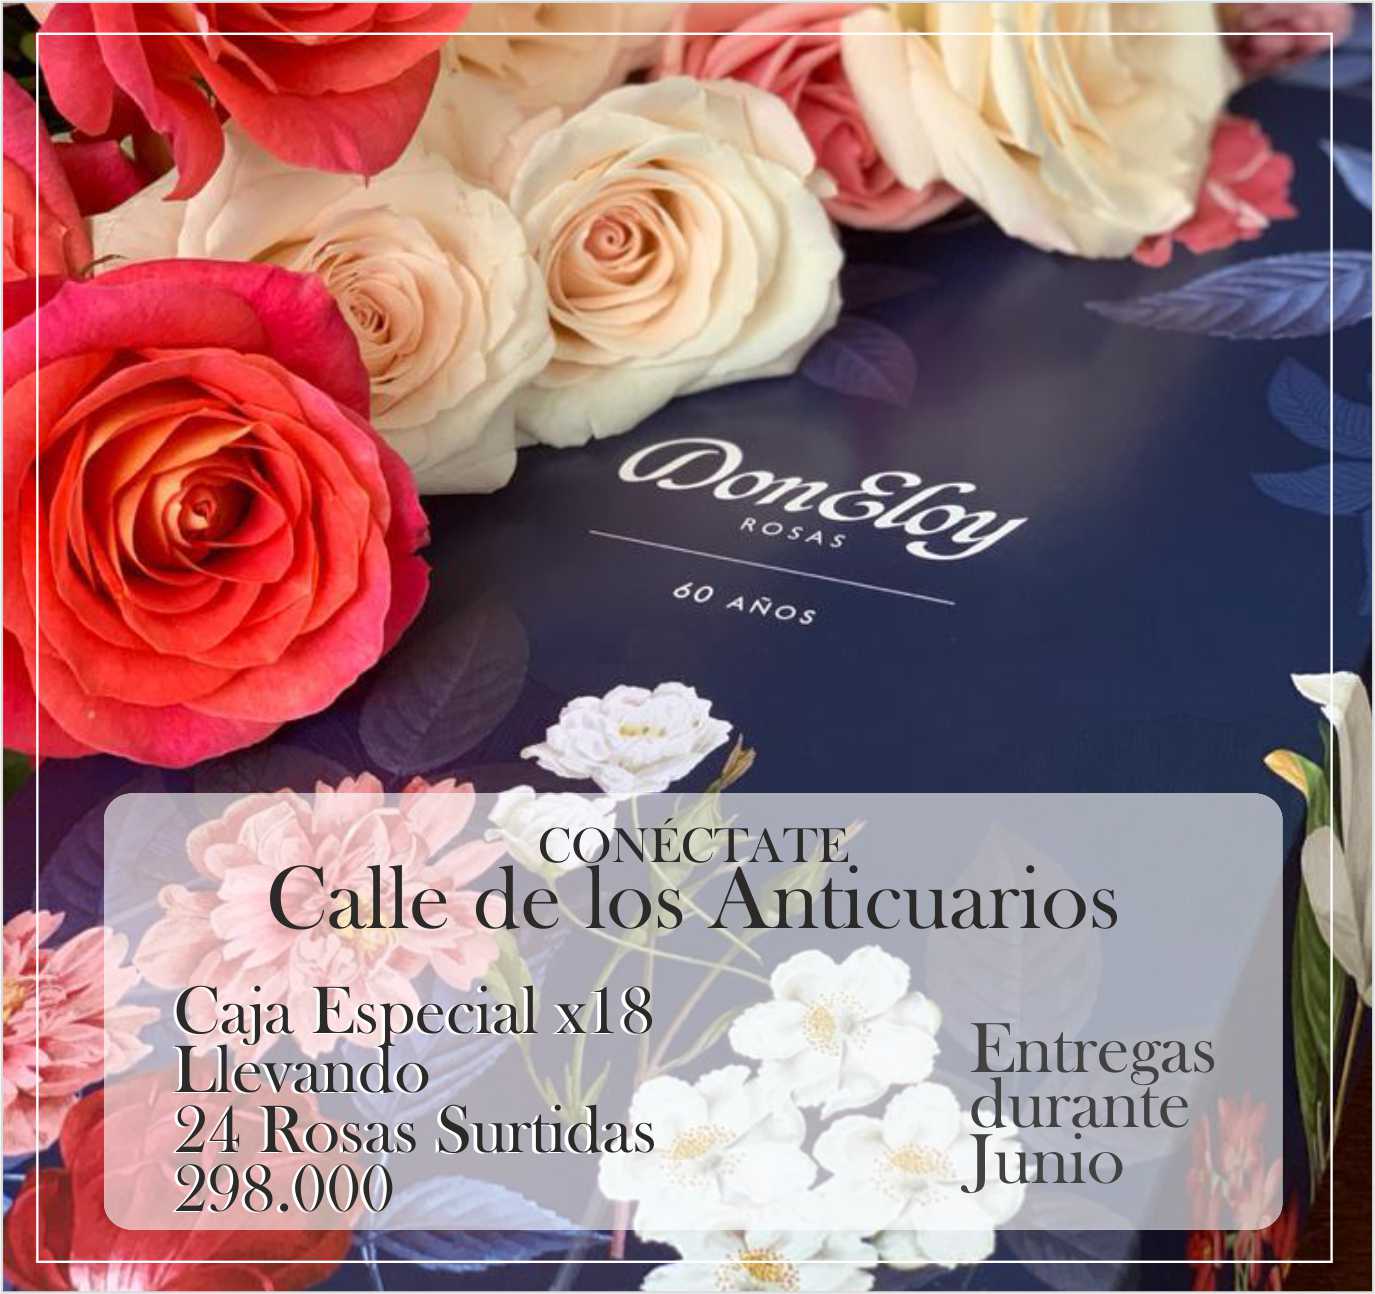 DonEloy
ROSAS
60 AÑOS
CONÉCTATE
Calle de los Anticuarios
Caja Especial x18
Llevando
24 Rosas Surtidas
298.000
Entregas
durante
Junio